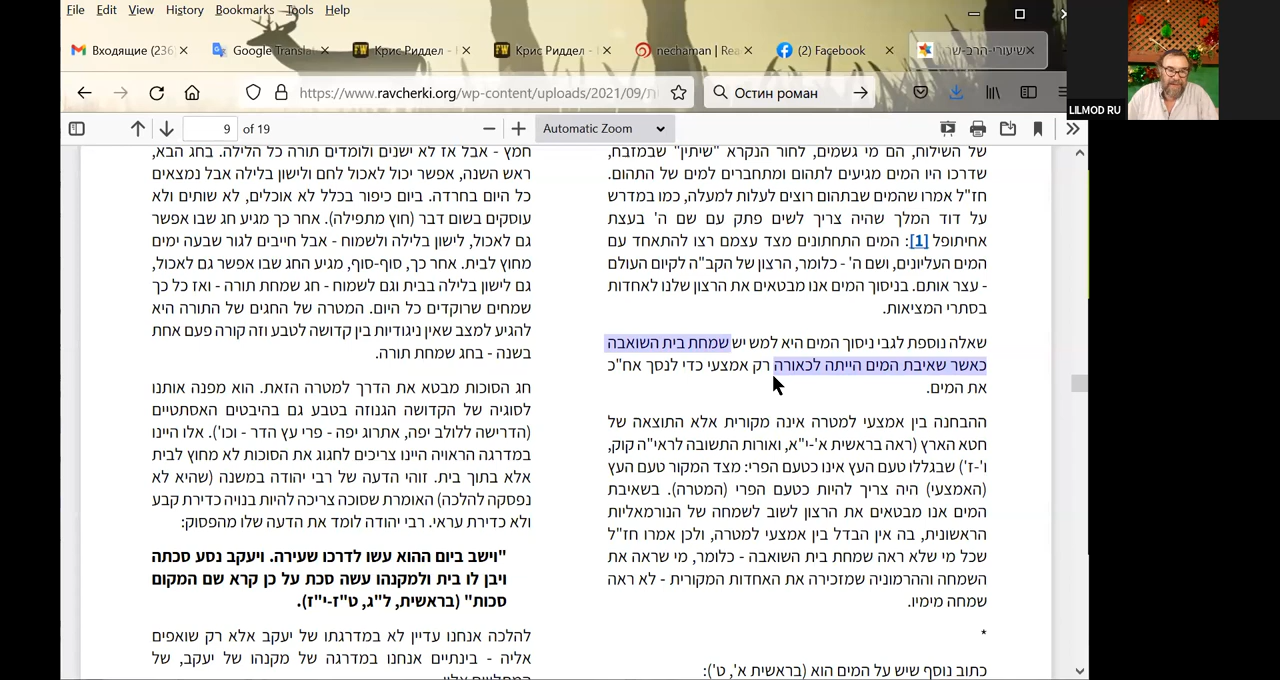 File Edit View History Bookmarks Tools Help
Входящие (236
Google Transla
Крис Риддел -
Крис Риддел -
nechaman | Rea
(2) Facebook
שיעורי-הרכ-שר
https://www.ravcherki.org/wp-content/uploads/2021/09/
Остин роман
LILMOD RU
9 of 19
Automatic Zoom
של השילוח, הם מי גשמים, לחור הנקרא "שיתין" שבמזבח,
שדרכו היו המים מגיעים לתהום ומתחברים למים של התהום.
חז"ל אמרו שהמים שבתהום רוצים לעלות למעלה, כמו במדרש
על דוד המלך שהיה צריך לשים פתק עם שם ה' בעצת
אחיתופל [1]: המים התחתונים מצד עצמם רצו להתאחד עם
המים העליונים, ושם ה' - כלומר, הרצון של הקב"ה לקיום העולם
- עצר אותם. בניסוך המים אנו מבטאים את הרצון שלנו לאחדות
בסתרי המציאות.
שאלה נוספת לגבי ניסוך המים היא למש יש שמחת בית השואבה
כאשר שאיבת המים הייתה לכאורה רק אמצעי כדי לנסך אח"כ
את המים.
ההבחנה בין אמצעי למטרה אינה מקורית אלא התוצאה של
חטא הארץ (ראה בראשית א'-י"א, ואורות התשובה לראי"ה קוק,
ו'-ז') שבגללו טעם העץ אינו כטעם הפרי: מצד המקור טעם העץ
(האמצעי) היה צריך להיות כטעם הפרי (המטרה). בשאיבת
המים אנו מבטאים את הרצון לשוב לשמחה של הנורמאליות
הראשונית, בה אין הבדל בין אמצעי למטרה, ולכן אמרו חז"ל
שכל מי שלא ראה שמחת בית השואבה - כלומר, מי שראה את
השמחה וההרמוניה שמזכירה את האחדות המקורית - לא ראה
שמחה מימיו.
*
כתוב נוסף שיש על המים הוא (בראשית א', ט'):
חמץ - אבל אז לא ישנים ולומדים תורה כל הלילה. בחג הבא,
ראש השנה, אפשר יכול לאכול לחם ולישון בלילה אבל נמצאים
כל היום בחרדה. ביום כיפור בכלל לא אוכלים, לא שותים ולא
עוסקים בשום דבר (חוץ מתפילה). אחר כך מגיע חג שבו אפשר
גם לאכול, לישון בלילה ולשמוח - אבל חייבים לגור שבעה ימים
מחוץ לבית. אחר כך, סוף-סוף, מגיע החג שבו אפשר גם לאכול,
גם לישון בלילה בבית וגם לשמוח - חג שמחת תורה - ואז כל כך
שמחים שרוקדים כל היום. המטרה של החגים של התורה היא
להגיע למצב שאין ניגודיות בין קדושה לטבע וזה קורה פעם אחת
בשנה - בחג שמחת תורה.
חג הסוכות מבטא את הדרך למטרה הזאת. הוא מפנה אותנו
לסוגיה של הקדושה הגנוזה בטבע גם בהיבטים האסתטיים
(הדרישה ללולב יפה, אתרוג יפה - פרי עץ הדר - וכו'). אלו היינו
במדרגה הראויה היינו צריכים לחגוג את הסוכות לא מחוץ לבית
אלא בתוך בית. זוהי הדעה של רבי יהודה במשנה (שהיא לא
נפסקה להלכה) האומרת שסוכה צריכה להיות בנויה כדירת קבע
ולא כדירת עראי. רבי יהודה לומד את הדעה שלו מהפסוק:
"וישב ביום ההוא עשו לדרכו שעירה. ויעקב נסע סכתה
ויבן לו בית ולמקנהו עשה סכת על כן קרא שם המקום
סכות" (בראשית, ל"ג, ט"ז-י"ז).
להלכה אנחנו עדיין לא במדרגתו של יעקב אלא רק שואפים
אליה - בינתיים אנחנו במדרגה של מקנהו של יעקב, של